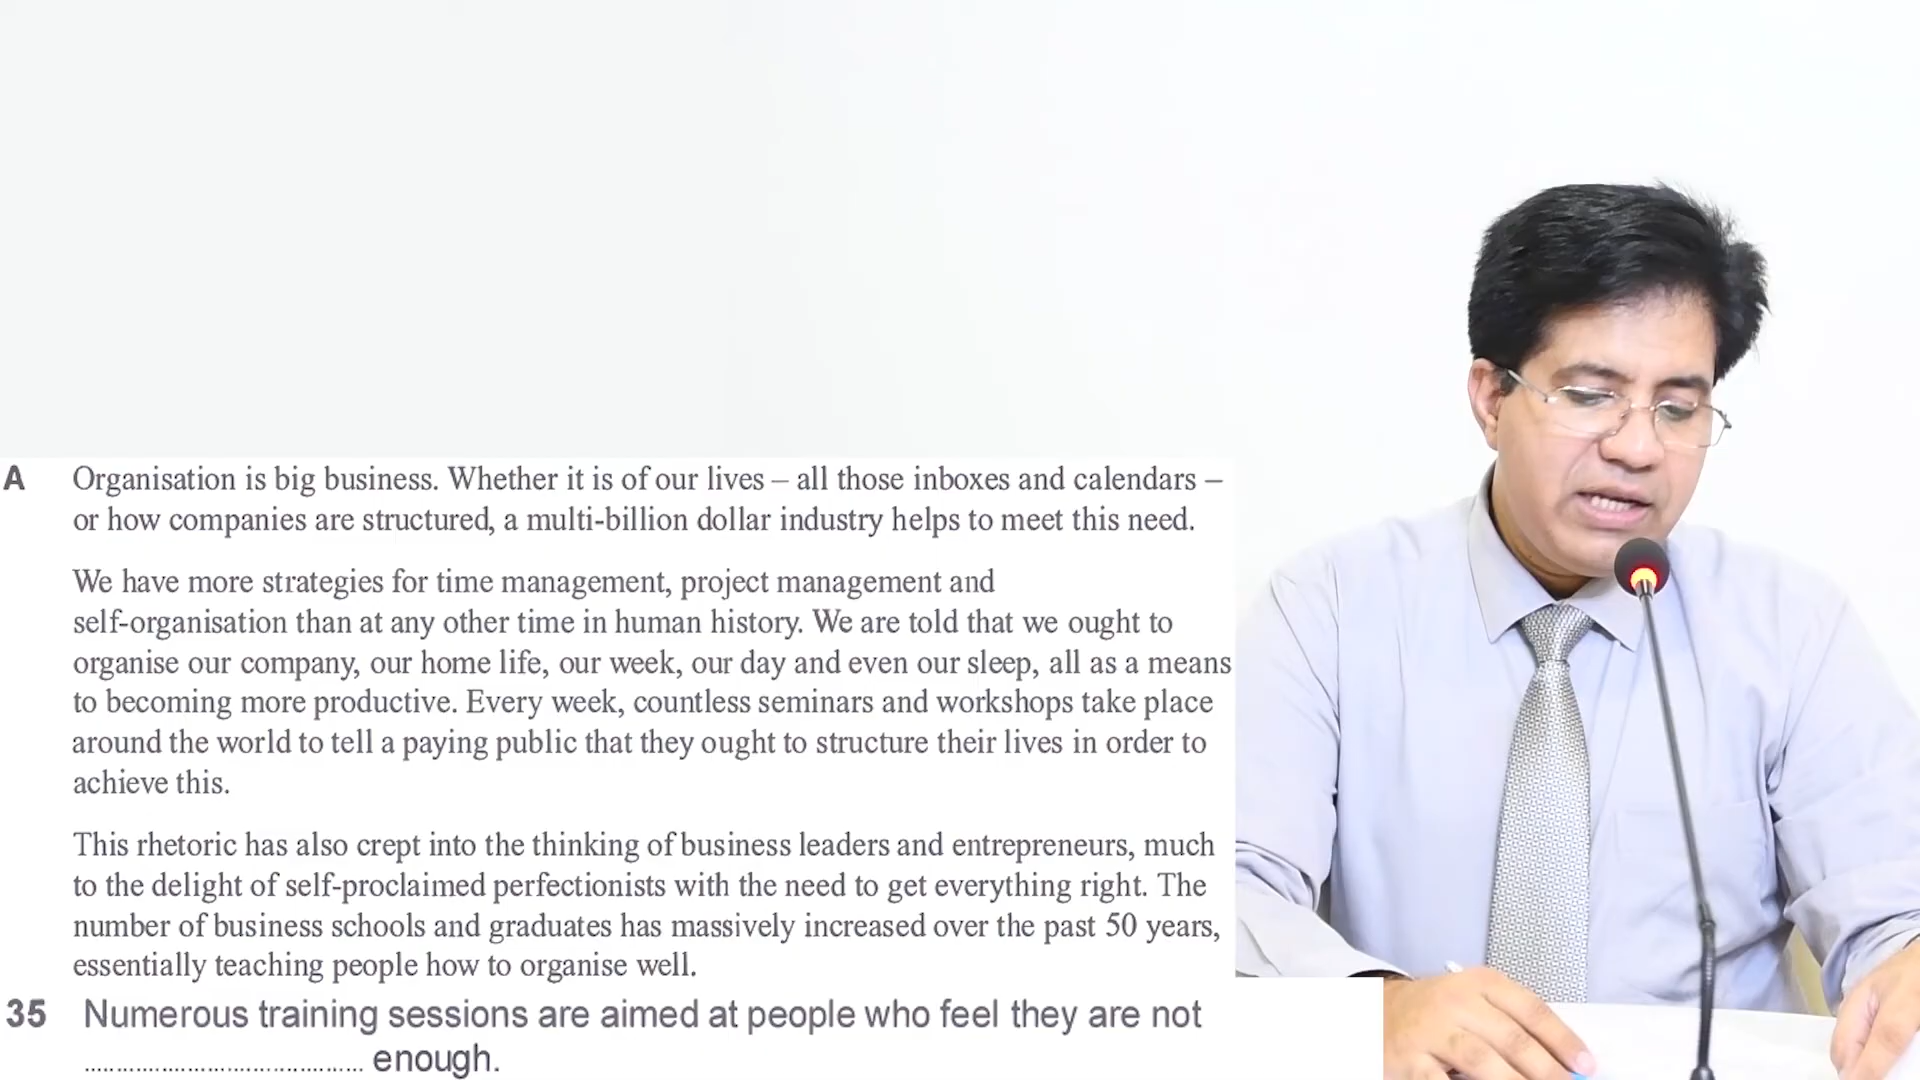 A Organisation is big business. Whether it is of our lives – all those inboxes and calendars –
or how companies are structured, a multi-billion dollar industry helps to meet this need.
We have more strategies for time management, project management and
self-organisation than at any other time in human history. We are told that we ought to
organise our company, our home life, our week, our day and even our sleep, all as a means
to becoming more productive. Every week, countless seminars and workshops take place
around the world to tell a paying public that they ought to structure their lives in order to
achieve this.
This rhetoric has also crept into the thinking of business leaders and entrepreneurs, much
to the delight of self-proclaimed perfectionists with the need to get everything right. The
number of business schools and graduates has massively increased over the past 50 years,
essentially teaching people how to organise well.
35 Numerous training sessions are aimed at people who feel they are not
........................................ enough.